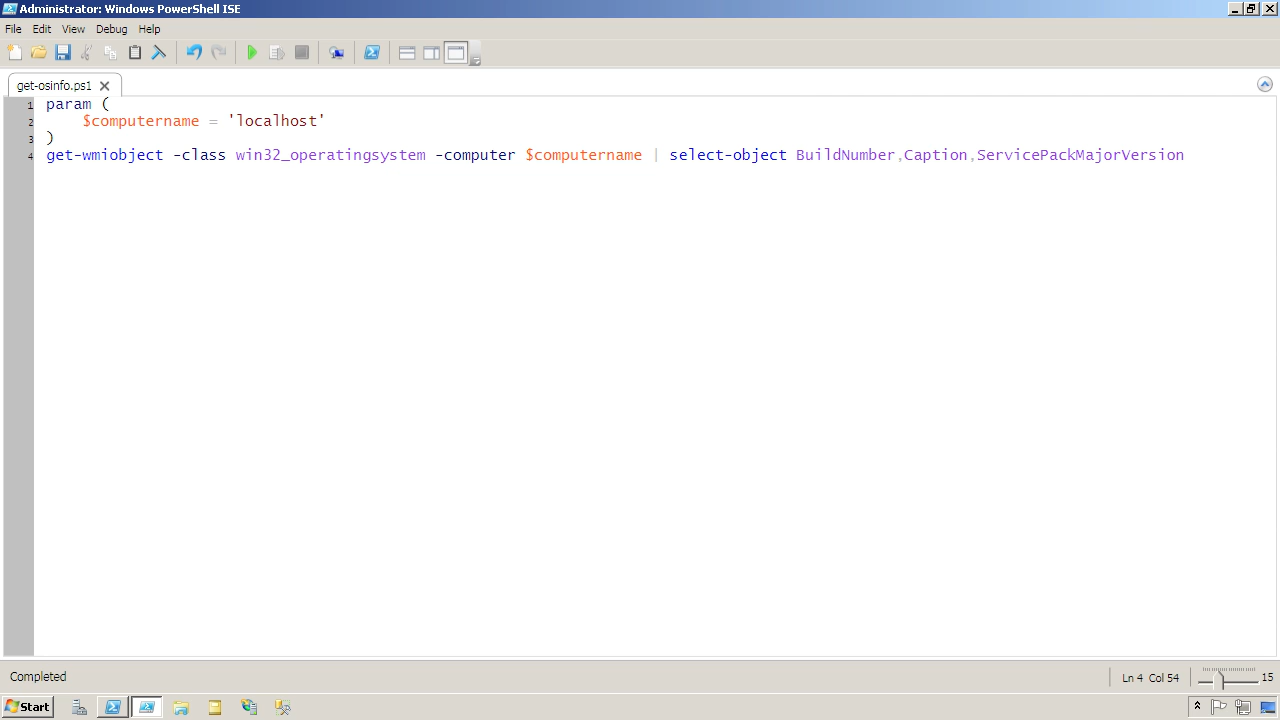 Administrator: Windows PowerShell ISE
File Edit View Debug Help
get-osinfo.ps1
1 param (
2     $computername = 'localhost'
3 )
4 get-wmiobject -class win32_operatingsystem -computer $computername | select-object BuildNumber,Caption,ServicePackMajorVersion
Completed
Ln 4 Col 54
15
Start